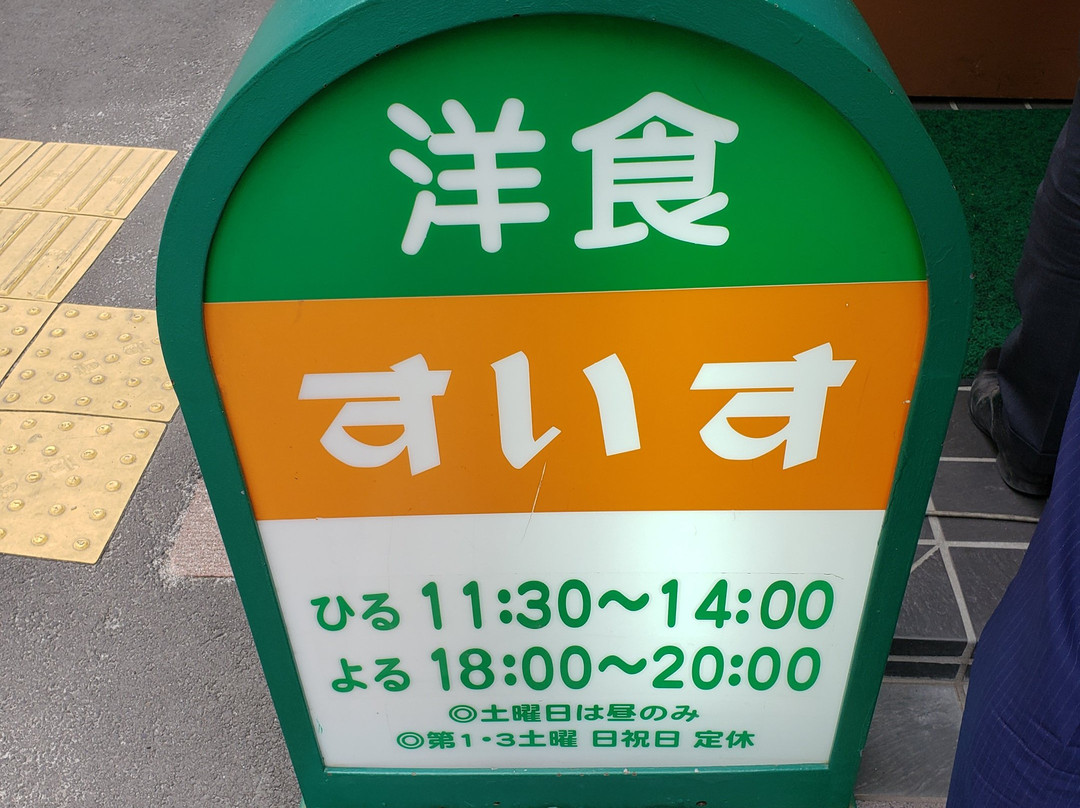 洋食
すいす
ひる 11:30～14:00
よる 18:00～20:00
◎土曜日は昼のみ
◎第1・3土曜 日祝日 定休